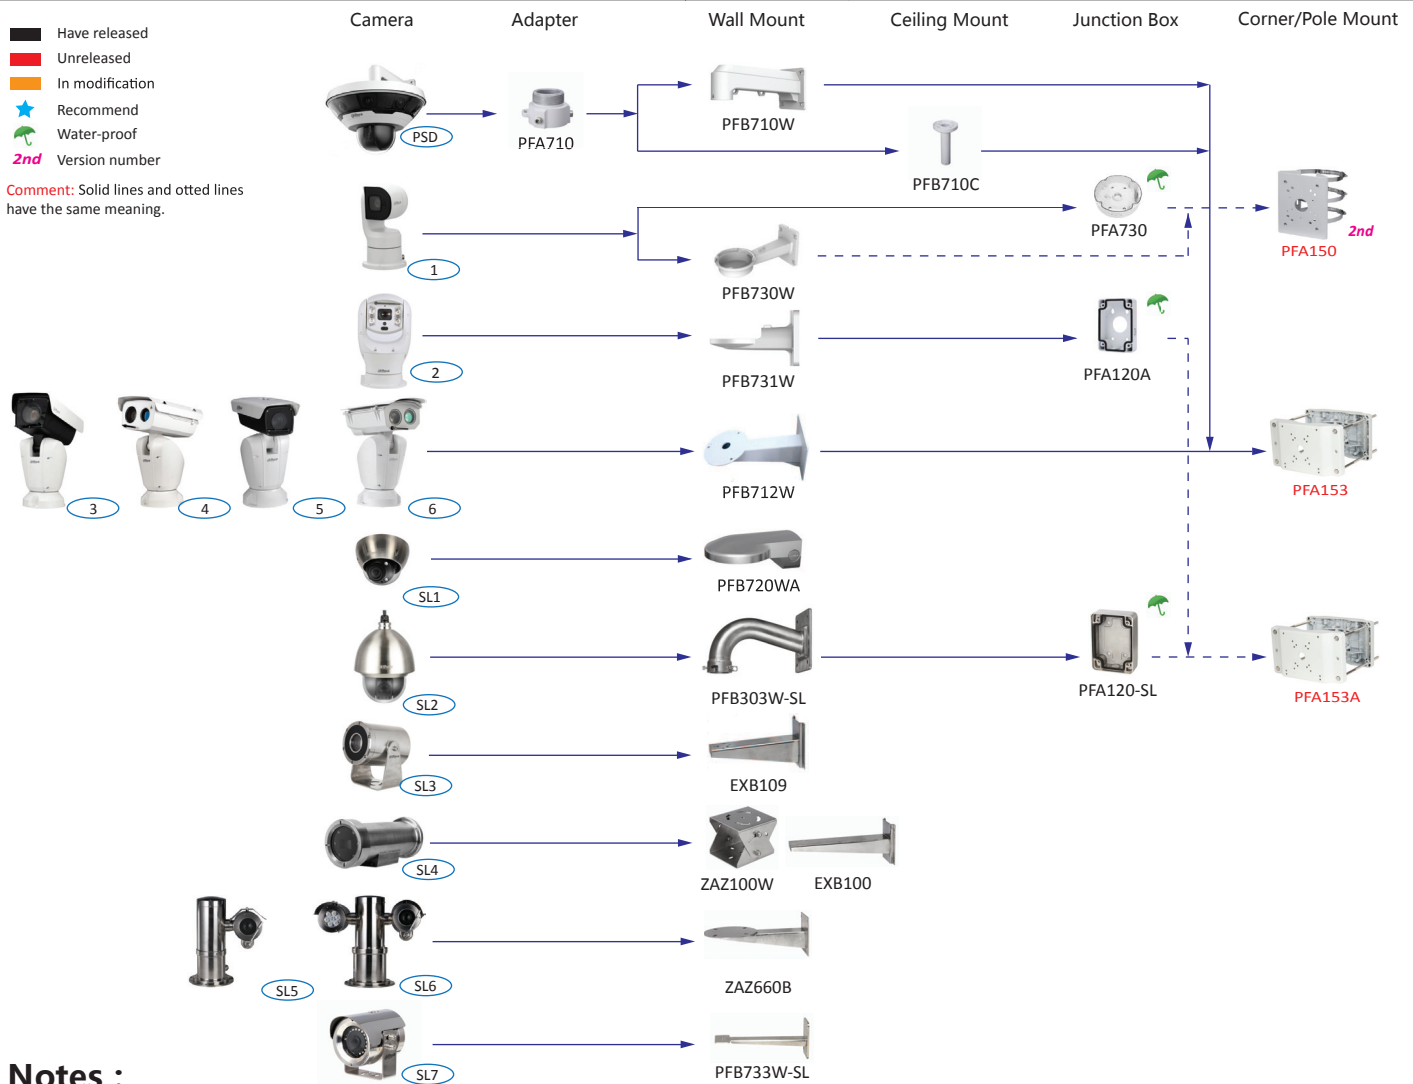 Camera
Adapter
Wall Mount
Ceiling Mount
Junction Box
Corner/Pole Mount
Have released
Unreleased
In modification
Recommend
Water-proof
2nd Version number
Comment: Solid lines and otted lines
have the same meaning.
PSD
PFA710
PFB710W
PFB710C
1
PFB730W
PFA730
2nd
PFA150
2
PFB731W
PFA120A
3
4
5
6
PFB712W
PFA153
SL1
PFB720WA
SL2
PFB303W-SL
PFA120-SL
PFA153A
SL3
EXB109
SL4
ZAZ100W
EXB100
SL5
SL6
ZAZ660B
SL7
PFB733W-SL
Notes :